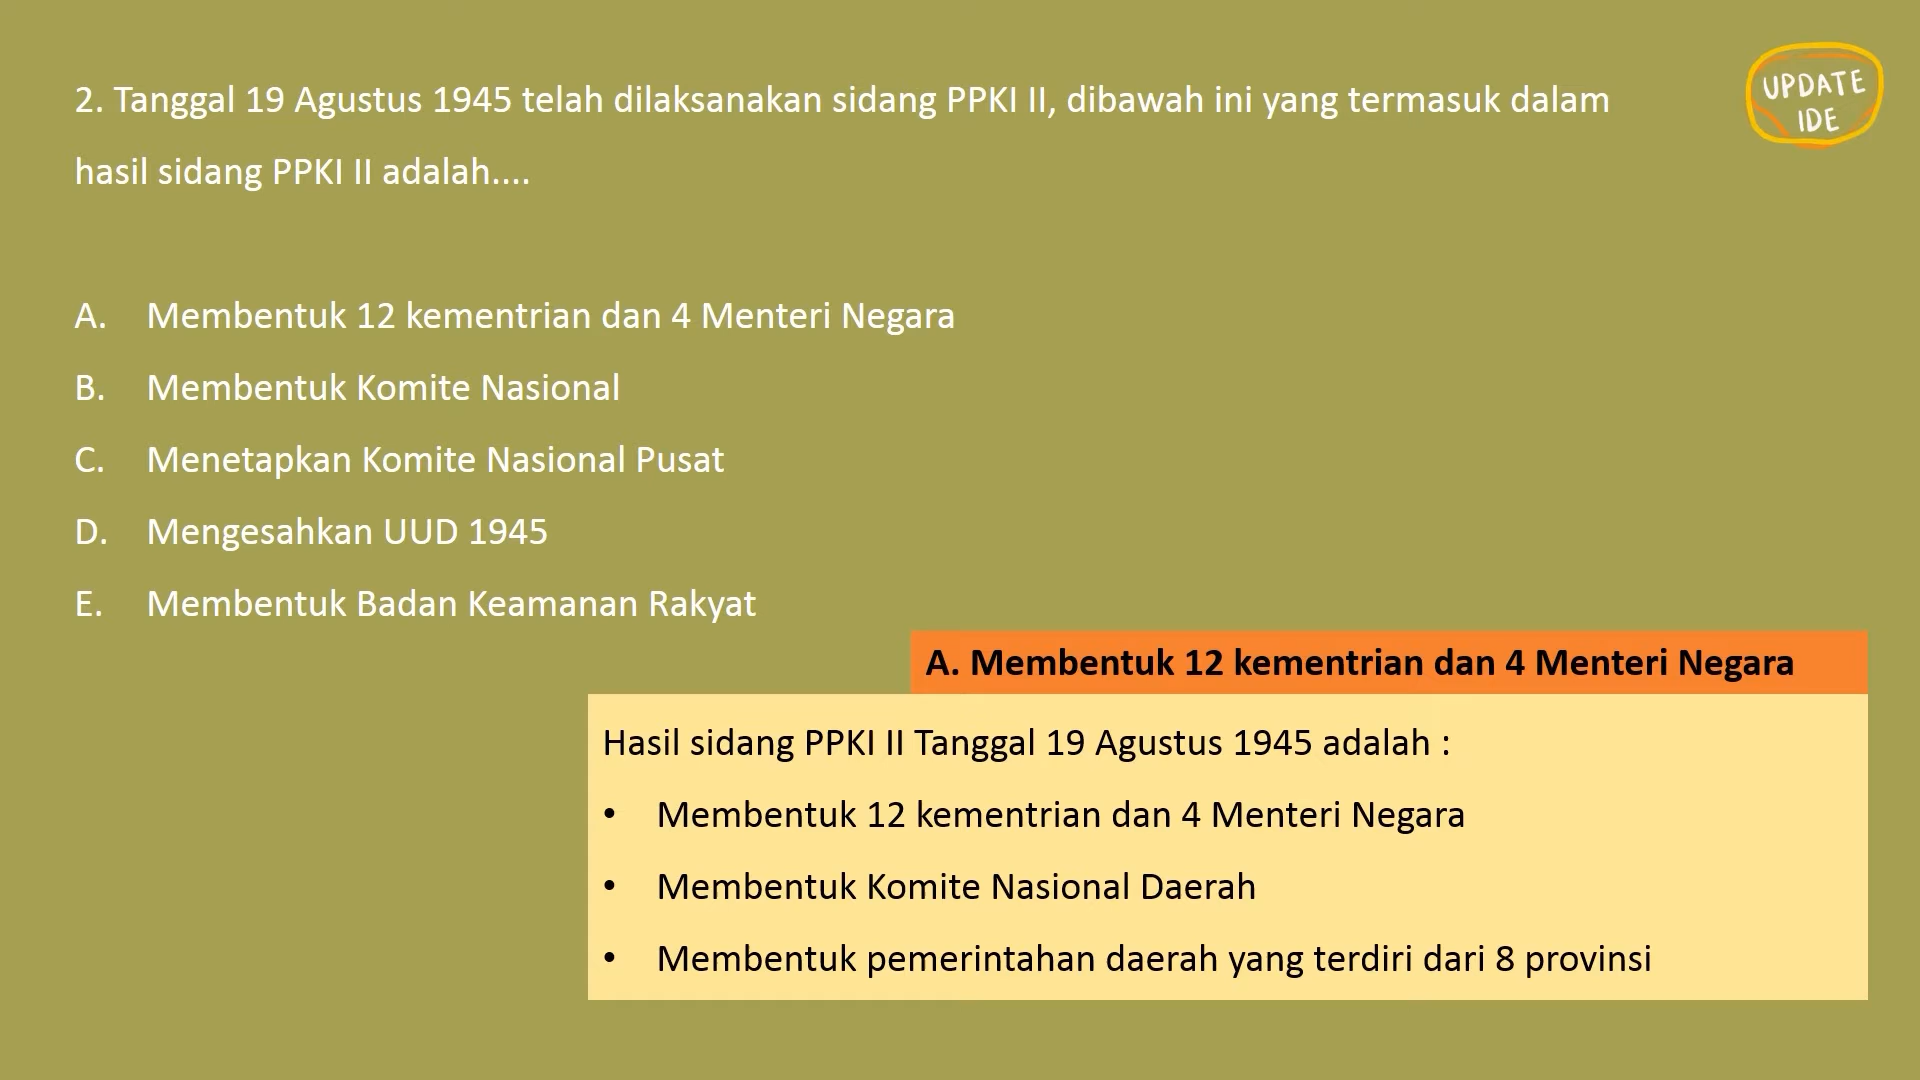 2. Tanggal 19 Agustus 1945 telah dilaksanakan sidang PPKI II, dibawah ini yang termasuk dalam
hasil sidang PPKI II adalah....
UPDATE
IDE
A. Membentuk 12 kementrian dan 4 Menteri Negara
B. Membentuk Komite Nasional
C. Menetapkan Komite Nasional Pusat
D. Mengesahkan UUD 1945
E. Membentuk Badan Keamanan Rakyat
A. Membentuk 12 kementrian dan 4 Menteri Negara
Hasil sidang PPKI II Tanggal 19 Agustus 1945 adalah :
• Membentuk 12 kementrian dan 4 Menteri Negara
• Membentuk Komite Nasional Daerah
• Membentuk pemerintahan daerah yang terdiri dari 8 provinsi